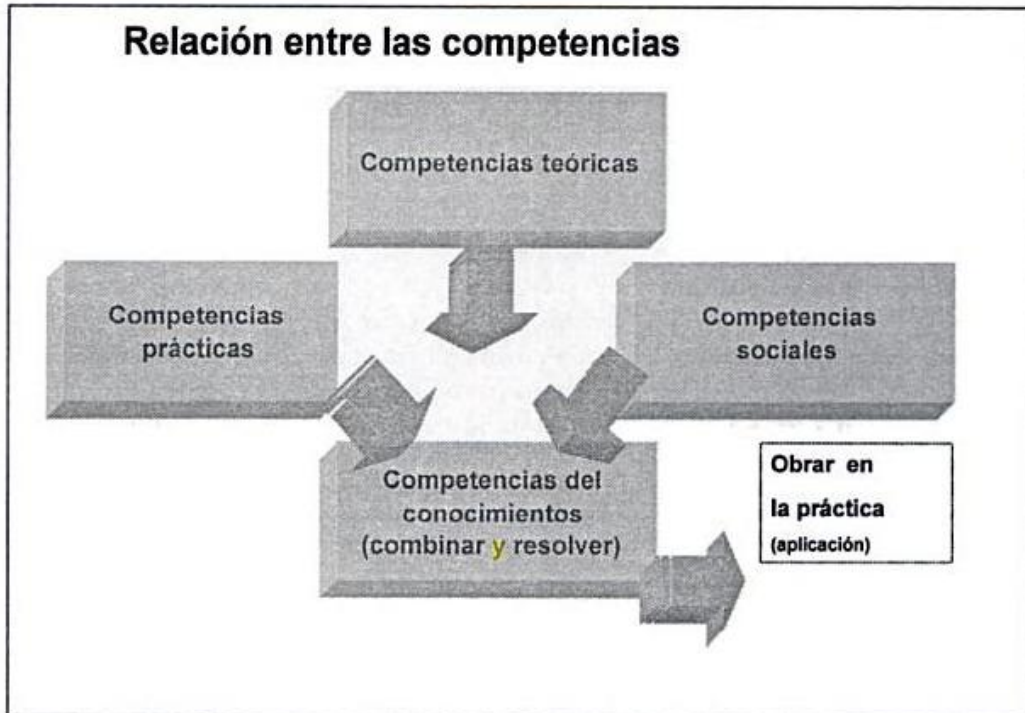 Relación entre las competencias
Competencias teóricas
Competencias
prácticas
Competencias
sociales
Competencias del
conocimientos
(combinar y resolver)
Obrar en
la práctica
(aplicación)